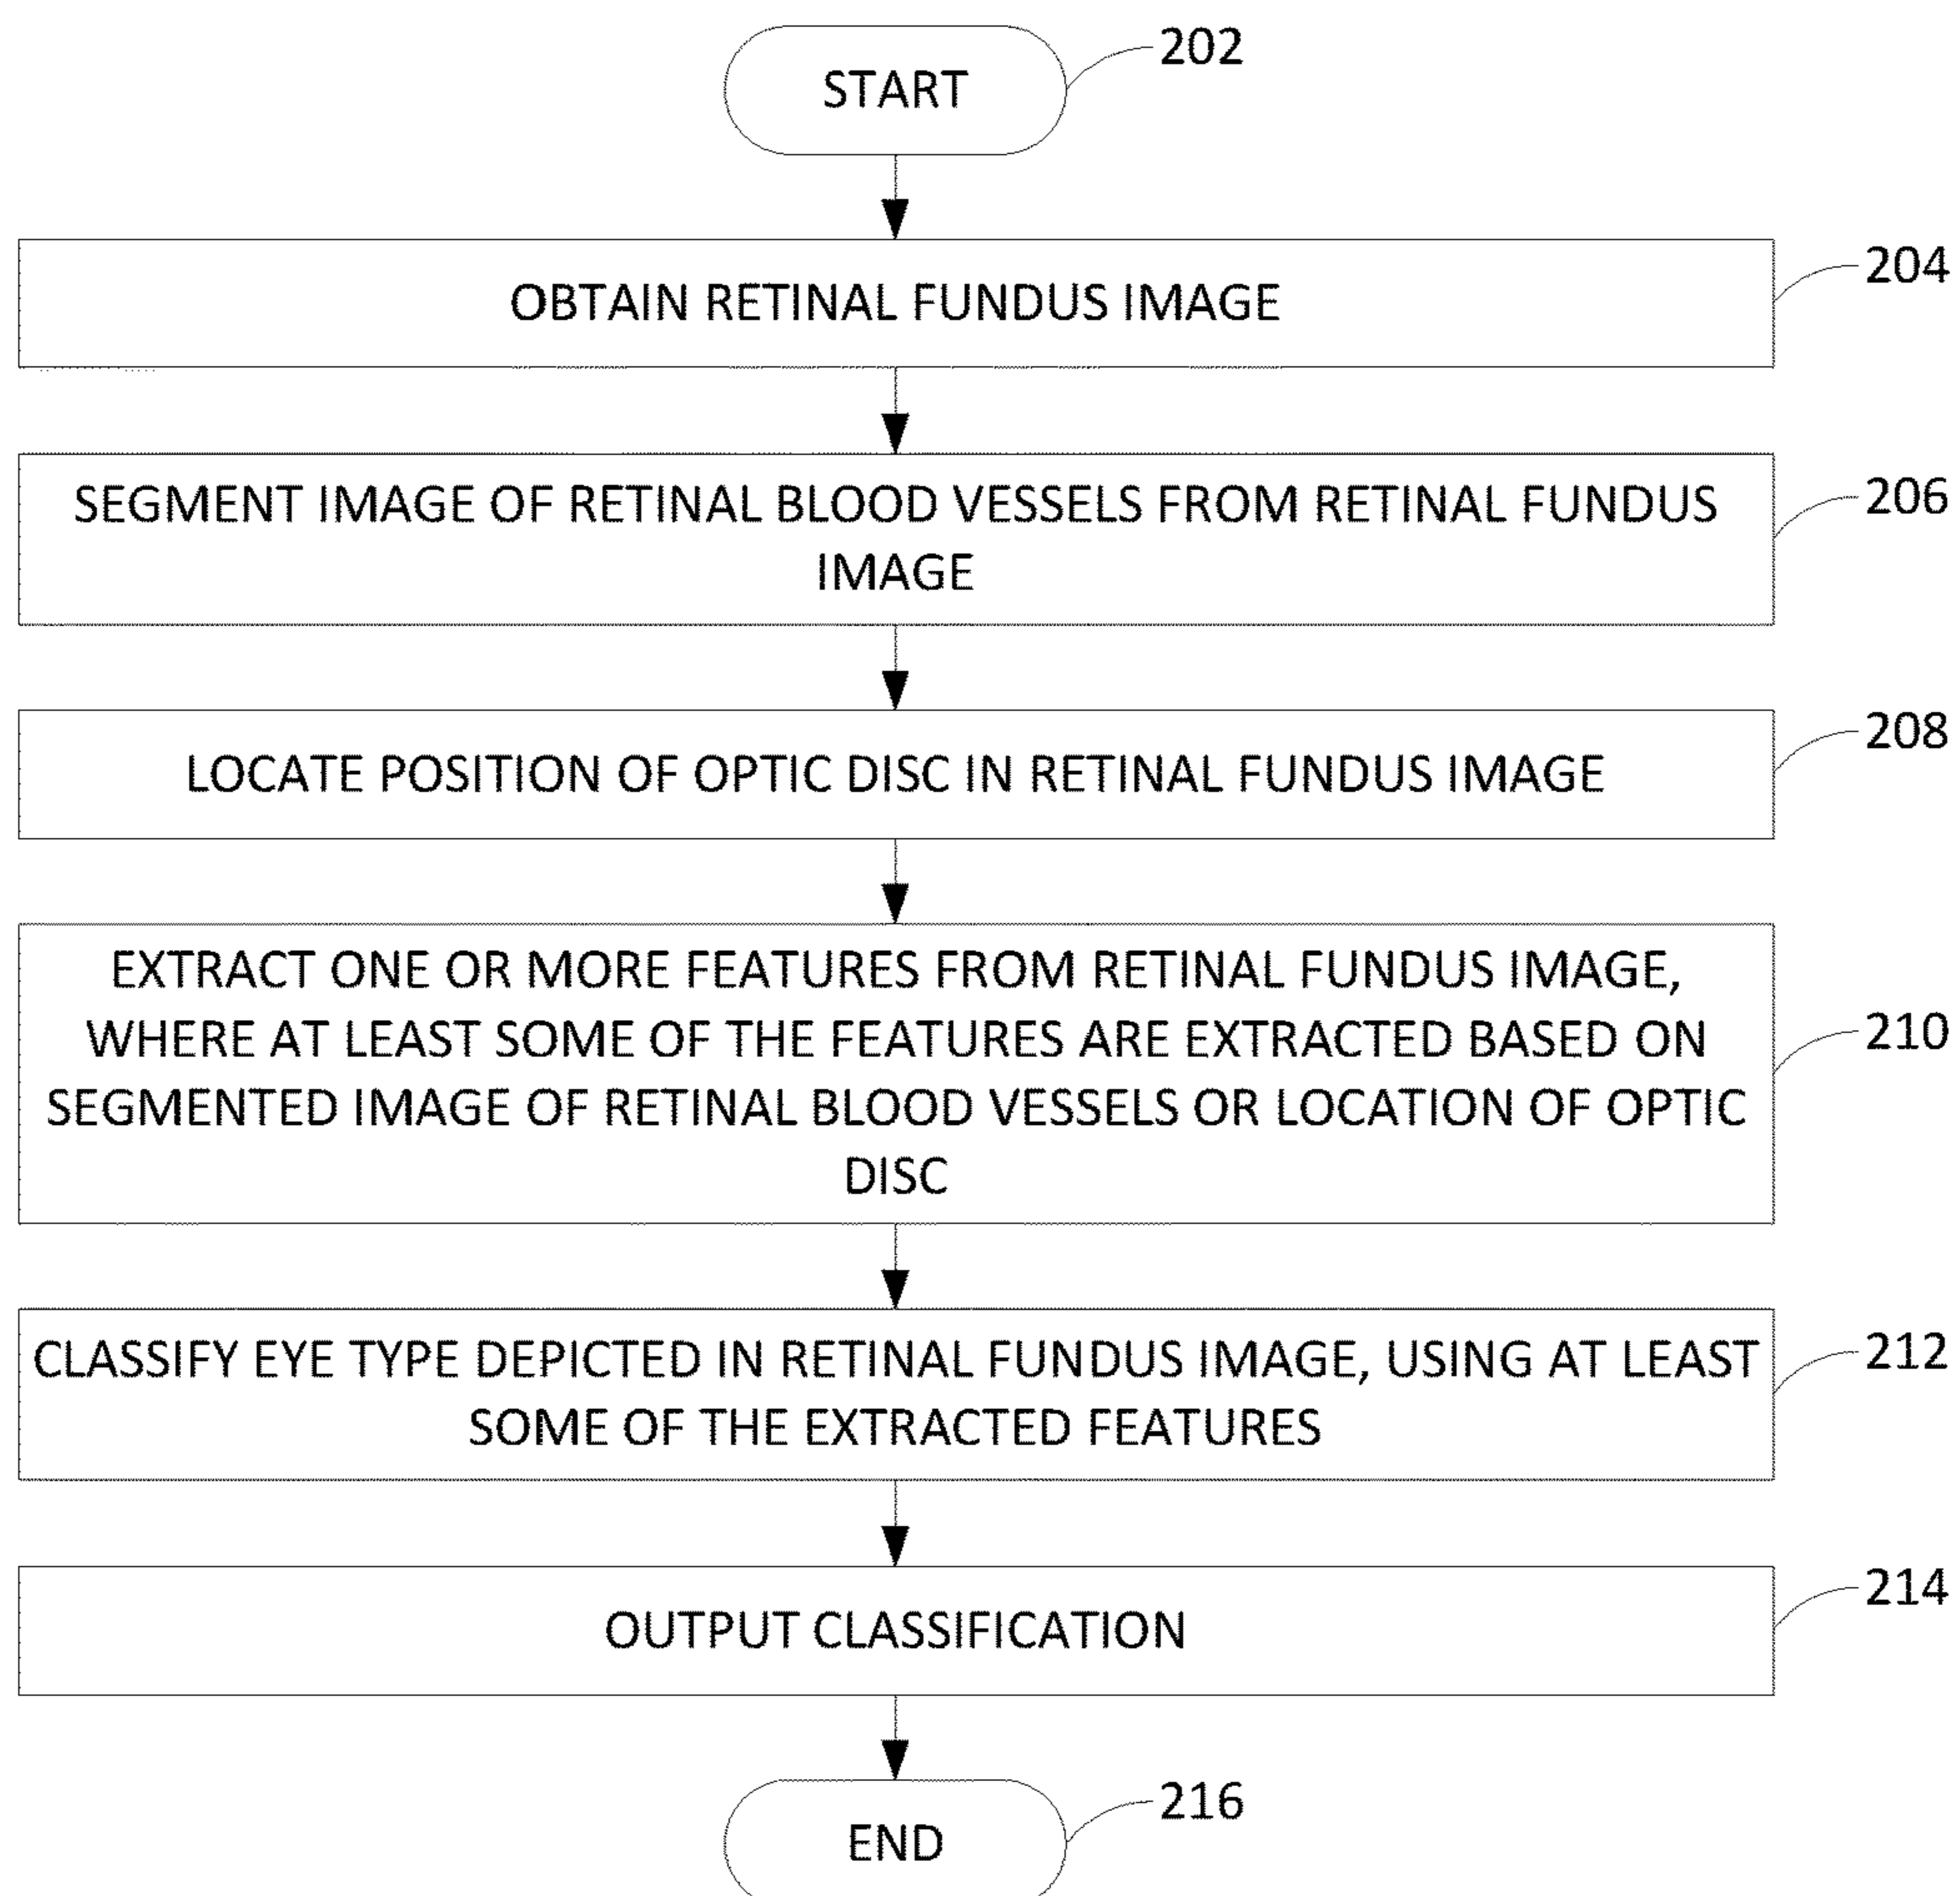 START
202
OBTAIN RETINAL FUNDUS IMAGE
204
SEGMENT IMAGE OF RETINAL BLOOD VESSELS FROM RETINAL FUNDUS
IMAGE
206
LOCATE POSITION OF OPTIC DISC IN RETINAL FUNDUS IMAGE
208
EXTRACT ONE OR MORE FEATURES FROM RETINAL FUNDUS IMAGE,
WHERE AT LEAST SOME OF THE FEATURES ARE EXTRACTED BASED ON
SEGMENTED IMAGE OF RETINAL BLOOD VESSELS OR LOCATION OF OPTIC
DISC
210
CLASSIFY EYE TYPE DEPICTED IN RETINAL FUNDUS IMAGE, USING AT LEAST
SOME OF THE EXTRACTED FEATURES
212
OUTPUT CLASSIFICATION
214
END
216